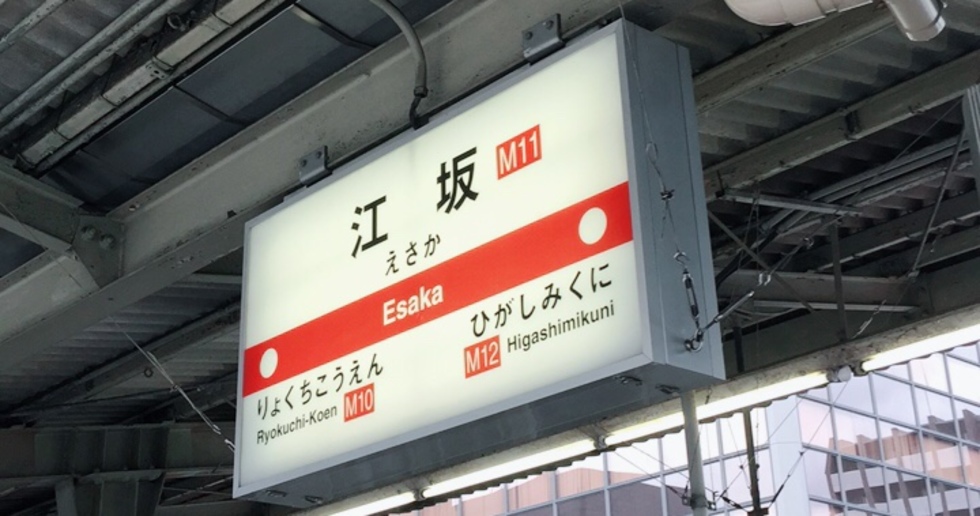 江 坂 M11
えさか
Esaka
りょくちこうえん
Ryokuchi-Koen M10
ひがしみくに
M12 Higashimikuni